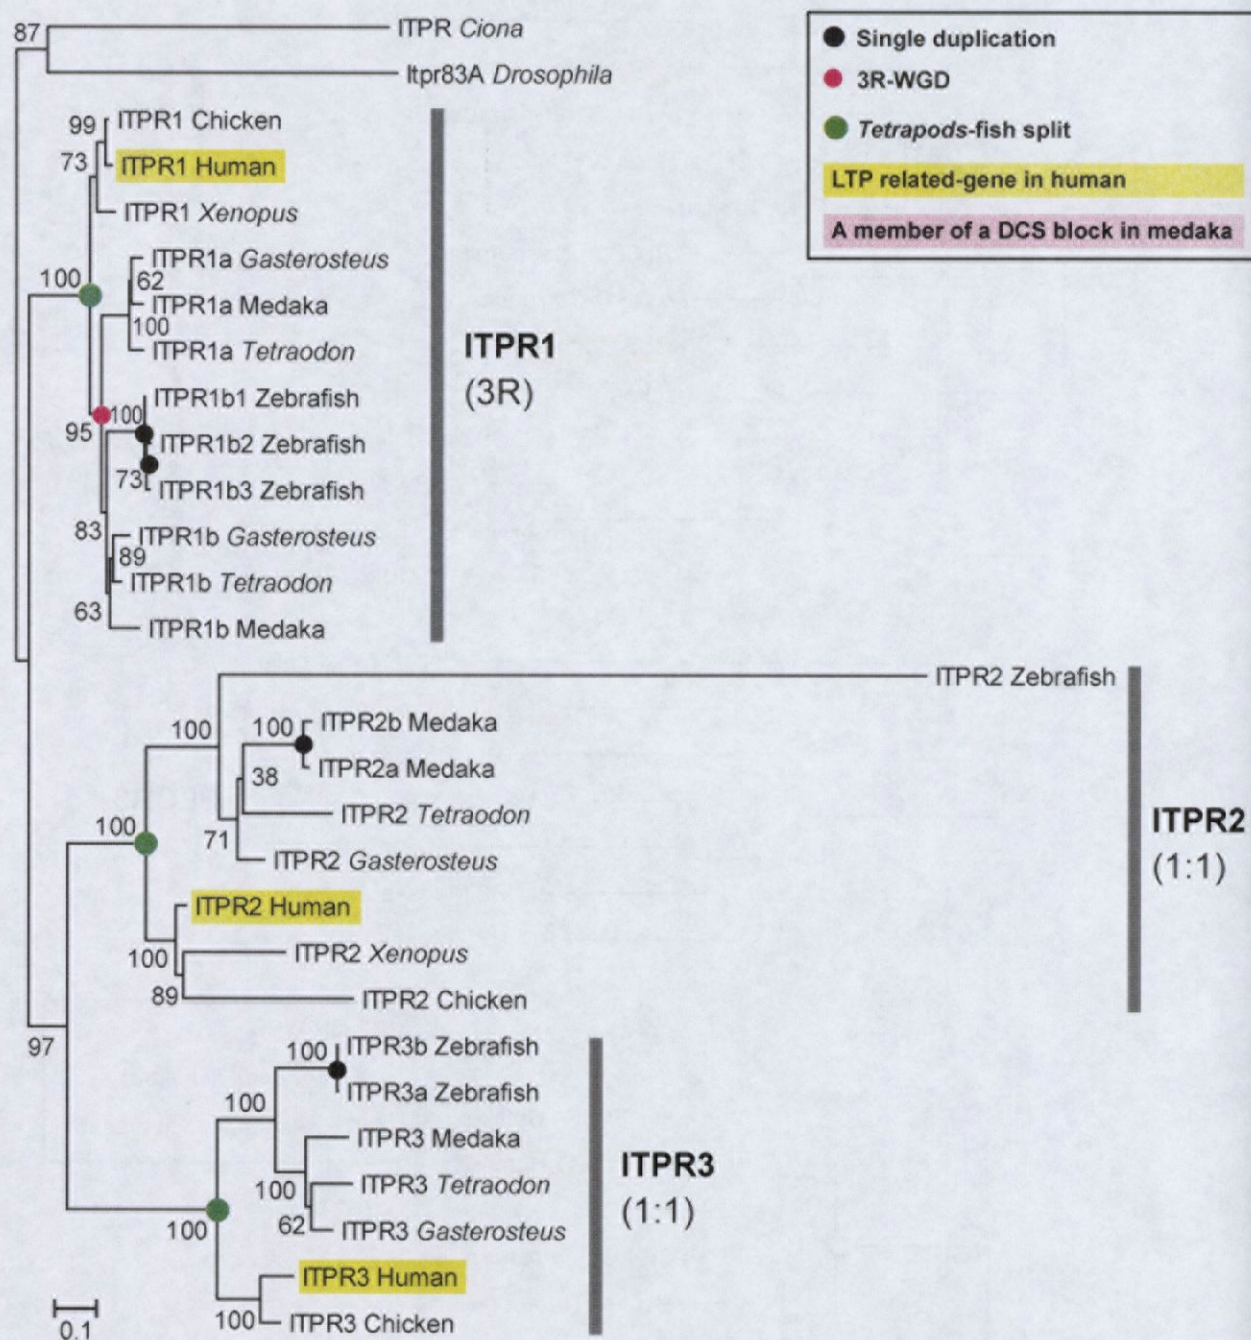 87
ITPR Ciona
Itpr83A Drosophila
Single duplication
3R-WGD
Tetrapods-fish split
LTP related-gene in human
A member of a DCS block in medaka
99
ITPR1 Chicken
73
ITPR1 Human
ITPR1 Xenopus
ITPR1a Gasterosteus
62
100
ITPR1a Medaka
100
ITPR1a Tetraodon
ITPR1
(3R)
ITPR1b1 Zebrafish
100
95
ITPR1b2 Zebrafish
73
ITPR1b3 Zebrafish
83
ITPR1b Gasterosteus
89
ITPR1b Tetraodon
63
ITPR1b Medaka
ITPR2 Zebrafish
100
100
ITPR2b Medaka
38
ITPR2a Medaka
ITPR2 Tetraodon
100
71
ITPR2 Gasterosteus
ITPR2
(1:1)
ITPR2 Human
100
ITPR2 Xenopus
89
ITPR2 Chicken
97
100
ITPR3b Zebrafish
ITPR3a Zebrafish
100
ITPR3 Medaka
100
ITPR3 Tetraodon
62
ITPR3 Gasterosteus
100
ITPR3
(1:1)
ITPR3 Human
100
ITPR3 Chicken
0.1